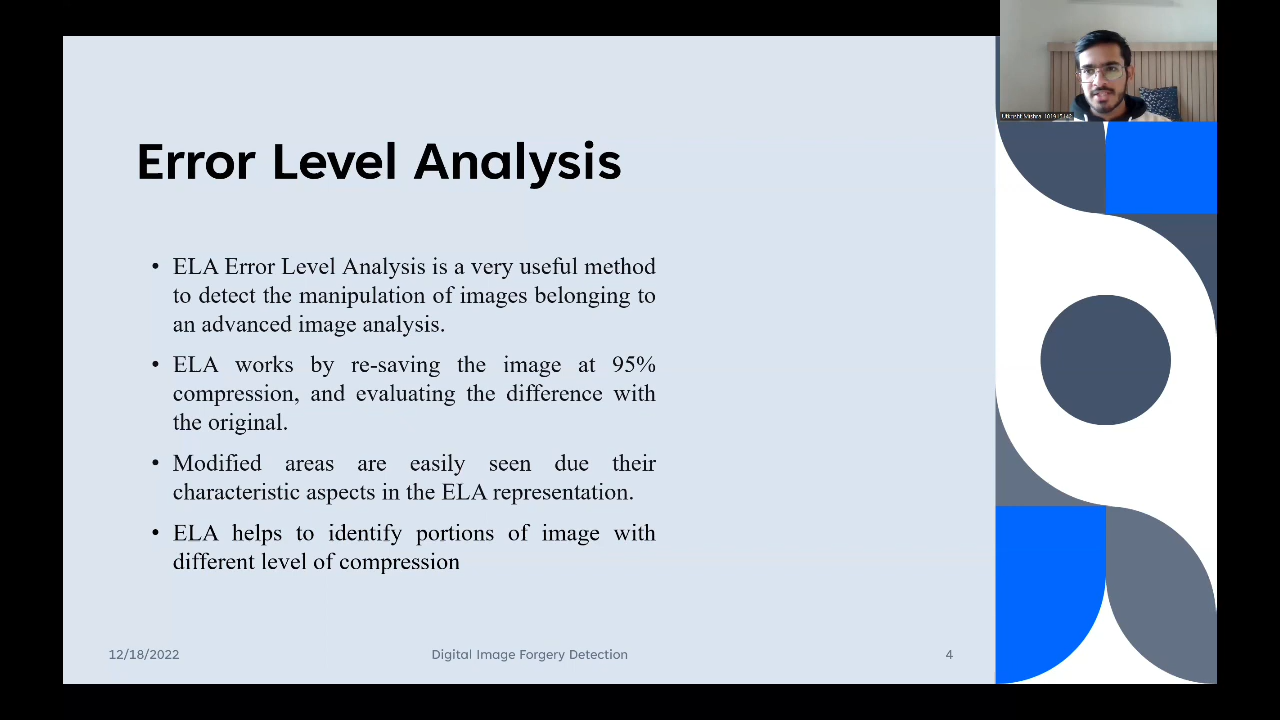 Error Level Analysis
• ELA Error Level Analysis is a very useful method
to detect the manipulation of images belonging to
an advanced image analysis.
• ELA works by re-saving the image at 95%
compression, and evaluating the difference with
the original.
• Modified areas are easily seen due their
characteristic aspects in the ELA representation.
• ELA helps to identify portions of image with
different level of compression
12/18/2022
Digital Image Forgery Detection
4